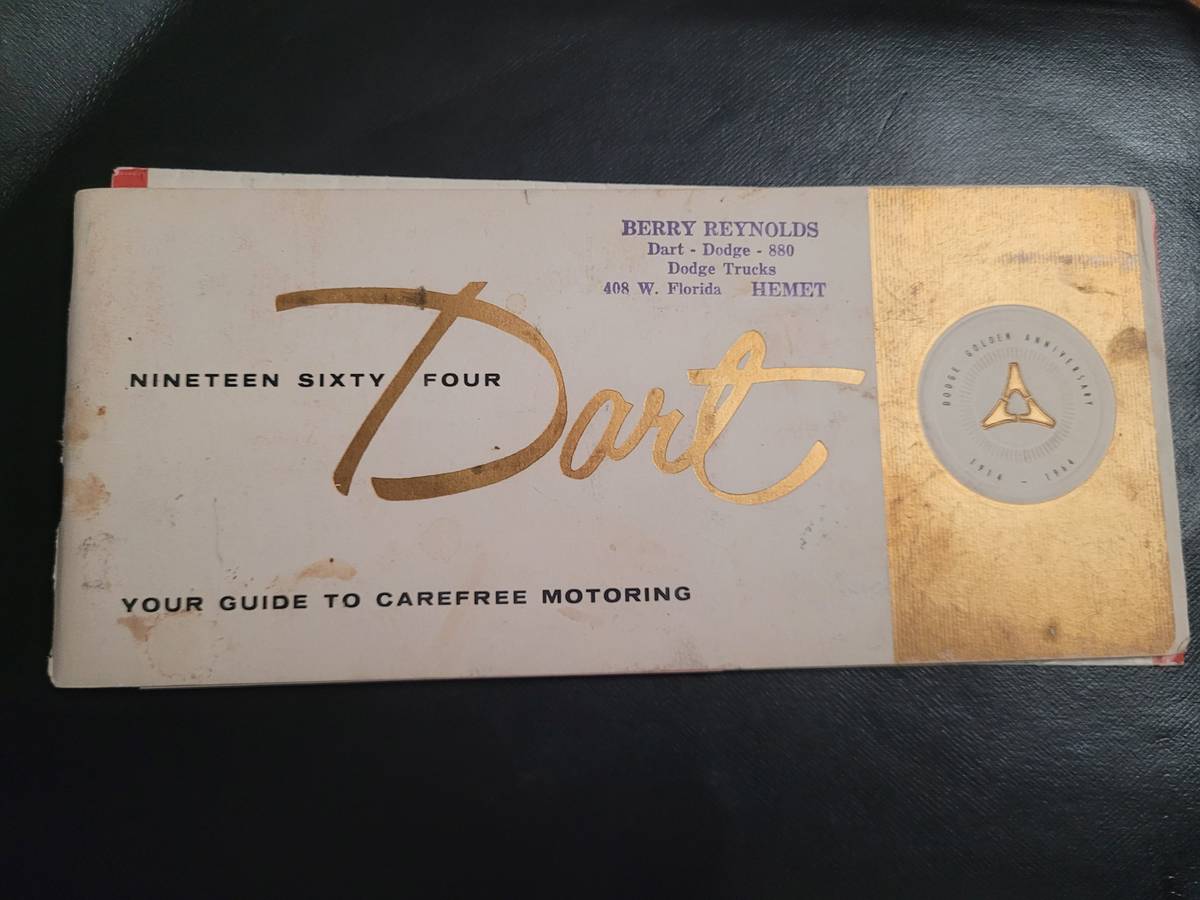 BERRY REYNOLDS
Dart - Dodge - 880
Dodge Trucks
408 W. Florida HEMET
NINETEEN SIXTY FOUR
Dart
YOUR GUIDE TO CAREFREE MOTORING
DODGE GOLDEN ANNIVERSARY
1914 - 1964